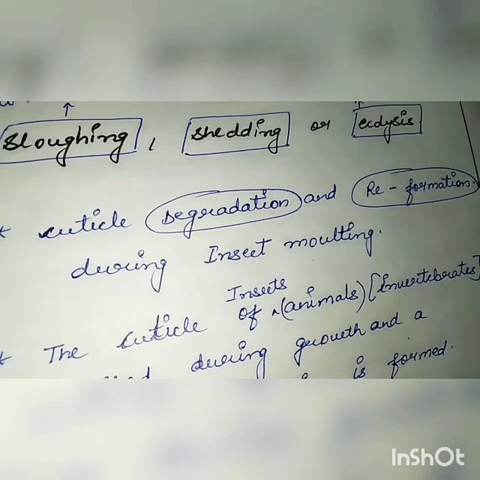 Sloughing, shedding or ecdysis
* cuticle Degradation and Re-formation.
during Insect moulting.
Insects
* The cuticle of ^(animals) [invertebrates]
during growth and a
is formed.
InShOt